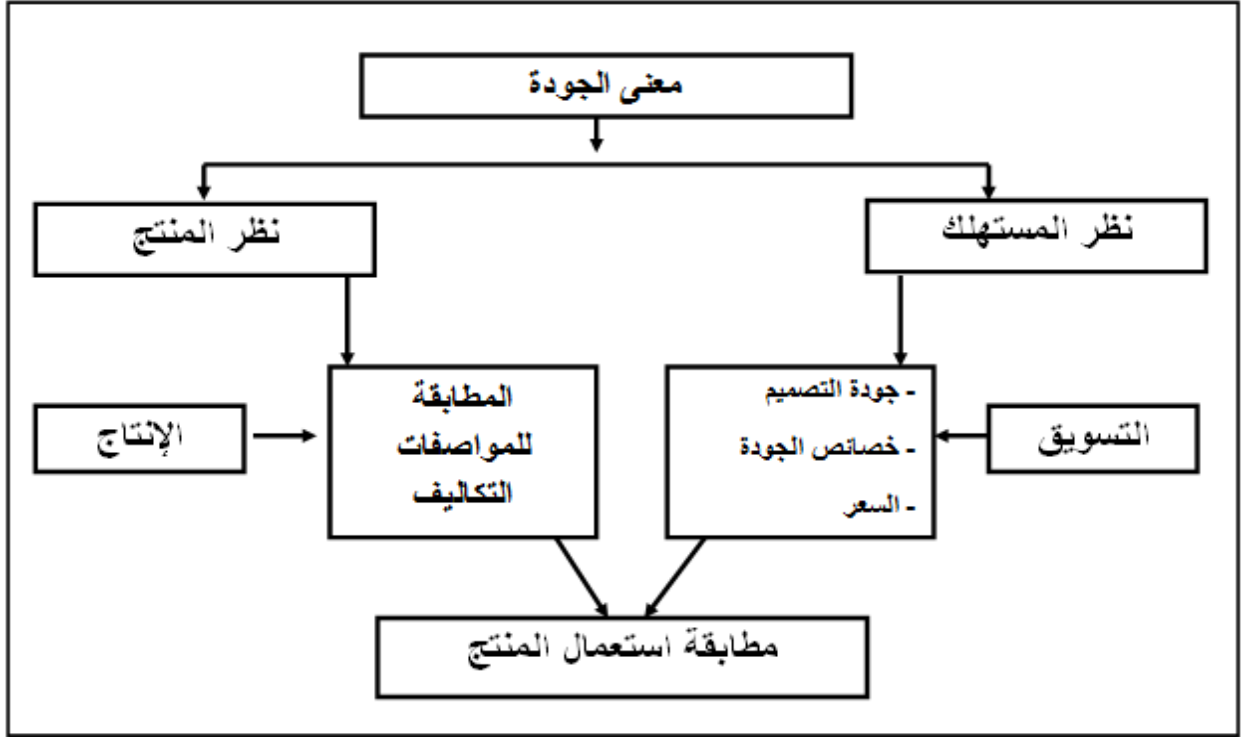 معنى الجودة
نظر المستهلك
نظر المنتج
- جودة التصميم
- خصائص الجودة
- السعر
التسويق
المطابقة
للمواصفات
التكاليف
الإنتاج
مطابقة استعمال المنتج